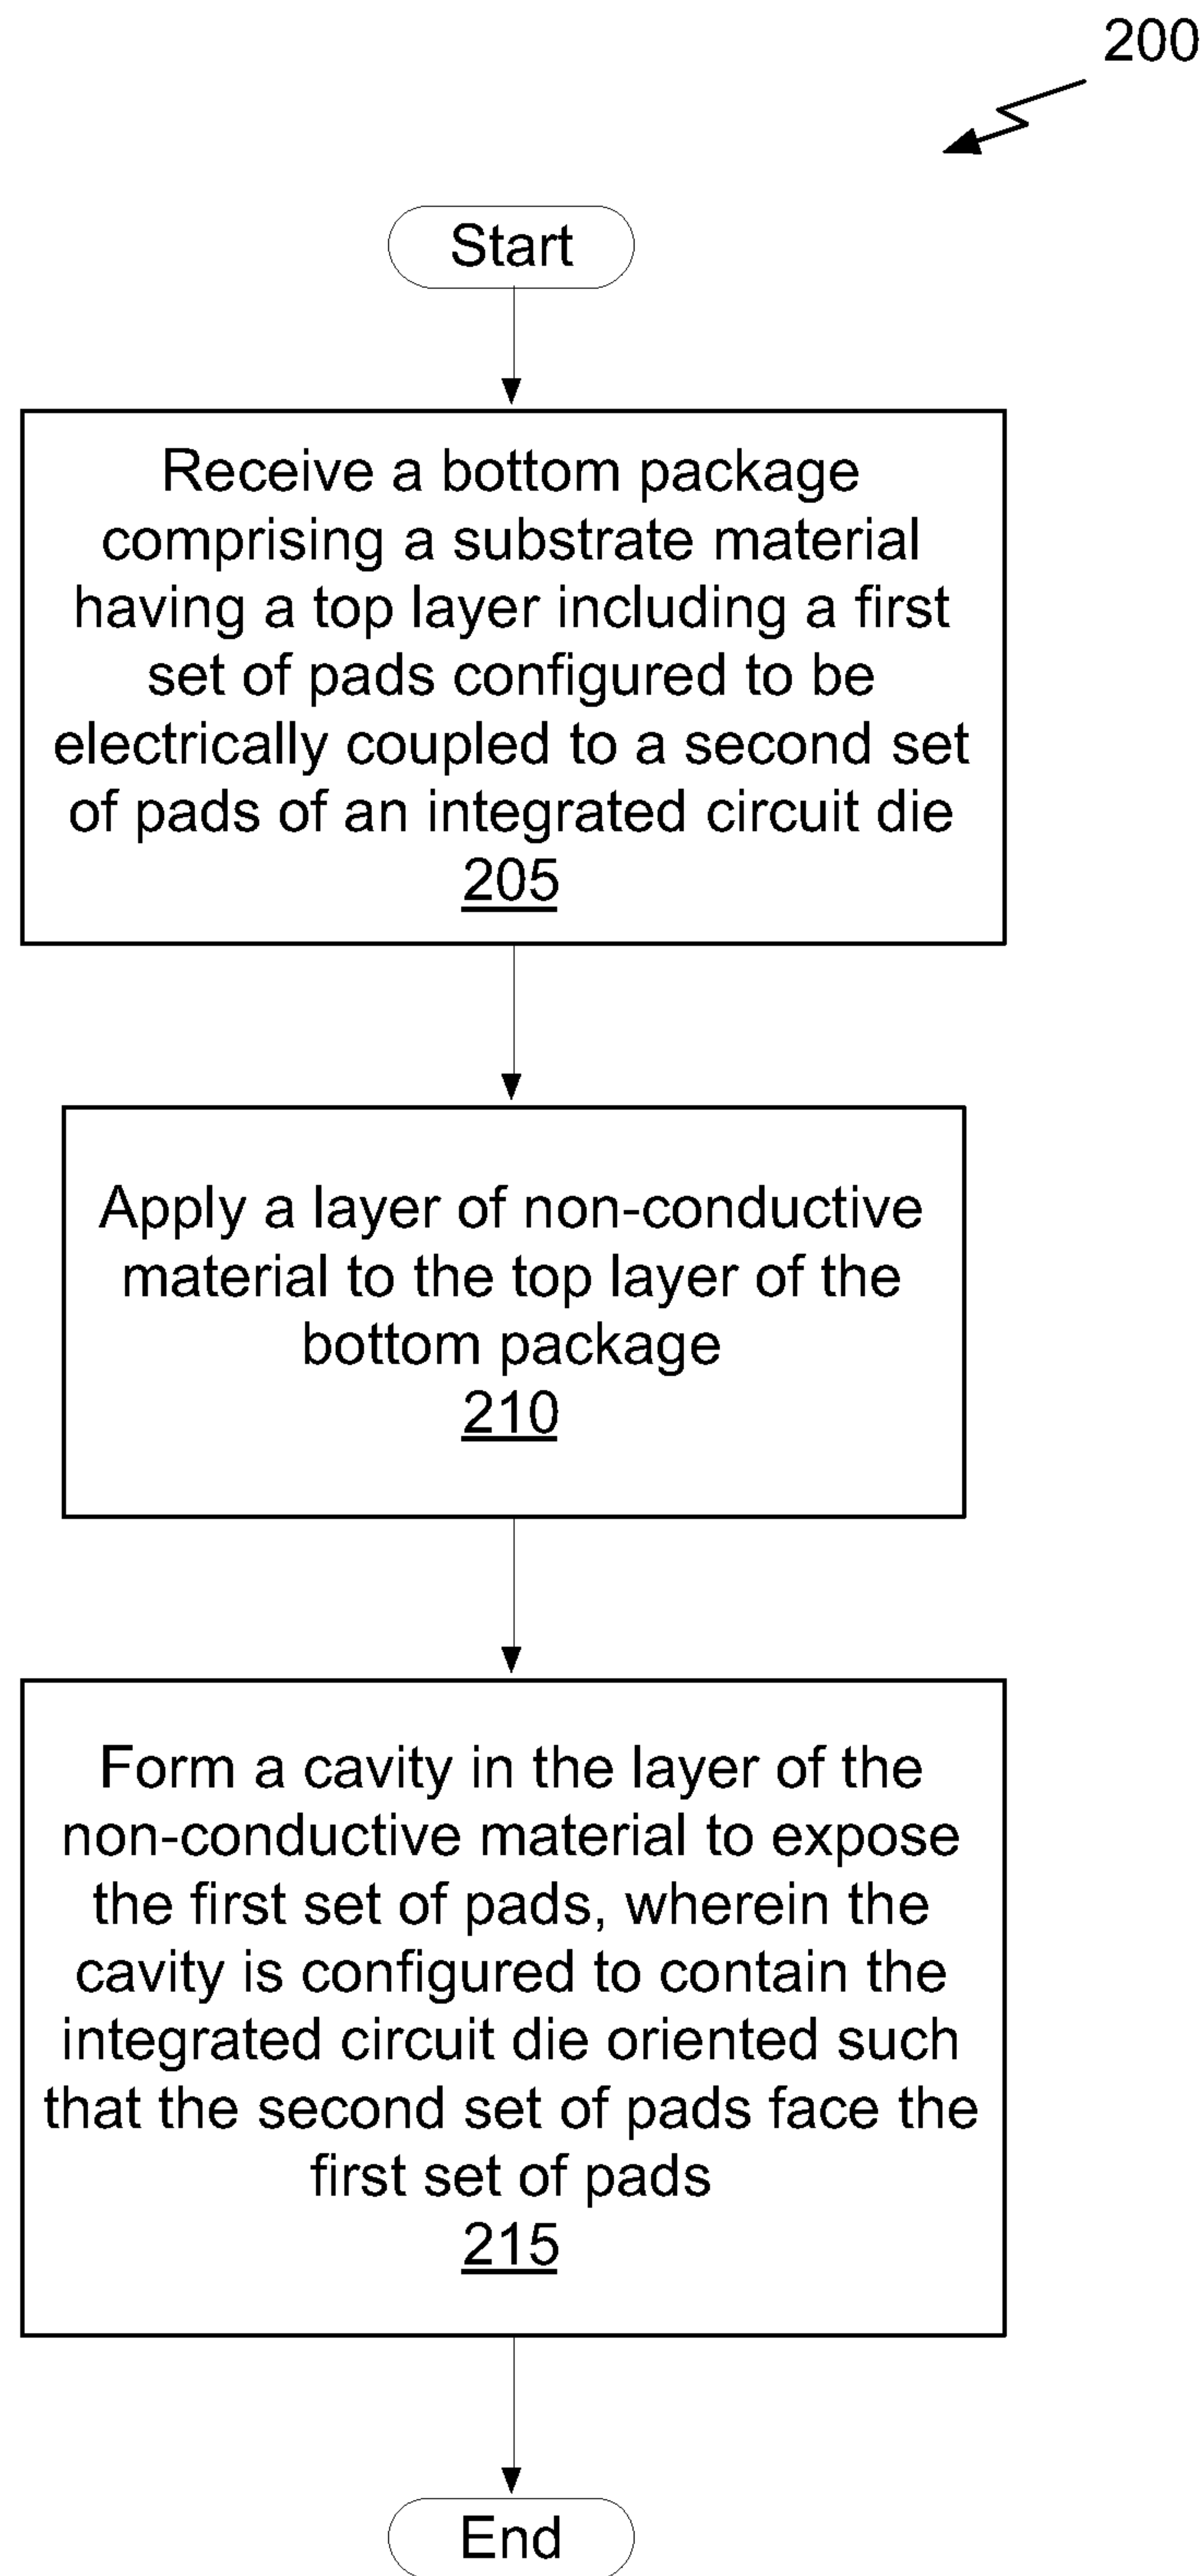 200
Start
Receive a bottom package
comprising a substrate material
having a top layer including a first
set of pads configured to be
electrically coupled to a second set
of pads of an integrated circuit die
205
Apply a layer of non-conductive
material to the top layer of the
bottom package
210
Form a cavity in the layer of the
non-conductive material to expose
the first set of pads, wherein the
cavity is configured to contain the
integrated circuit die oriented such
that the second set of pads face the
first set of pads
215
End